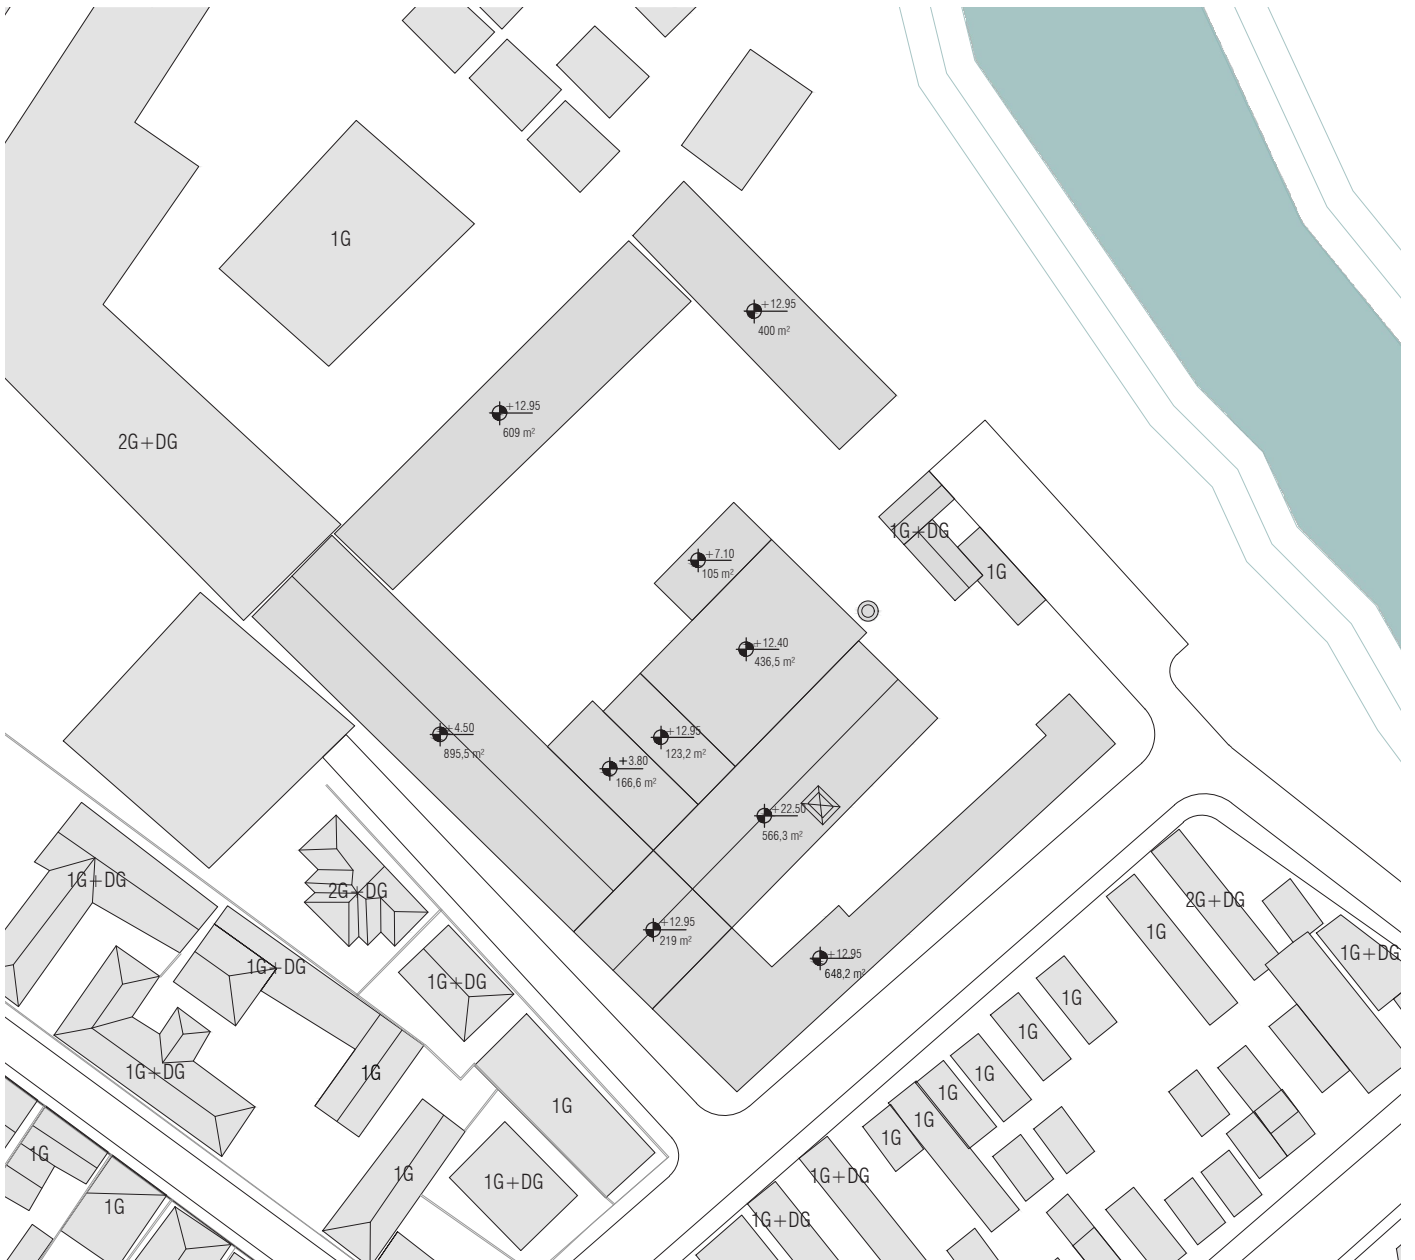 1G
+12.95
400 m²
+12.95
609 m²
2G+DG
1G+DG
+7.10
105 m²
1G
+12.40
436,5 m²
+4.50
895,5 m²
+12.95
123,2 m²
+3.80
166,6 m²
+22.50
566,3 m²
1G+DG
2G+DG
2G+DG
+12.95
219 m²
1G
+12.95
648,2 m²
1G+DG
1G+DG
1G+DG
1G
1G
1G+DG
1G
1G
1G
1G
1G
1G
1G
1G
1G+DG
1G+DG
1G
1G+DG